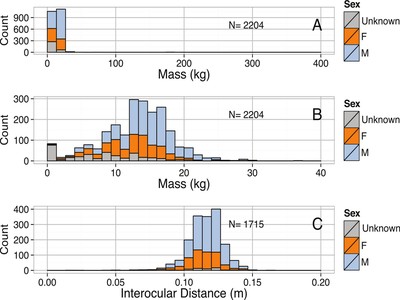 900
600
300
0
Count
N= 2204
A
0 100 200 300 400
Mass (kg)
Sex
Unknown
F
M
300
200
100
0
Count
N= 2204
B
0 10 20 30 40
Mass (kg)
Sex
Unknown
F
M
400
300
200
100
0
Count
N= 1715
C
0.00 0.05 0.10 0.15 0.20
Interocular Distance (m)
Sex
Unknown
F
M